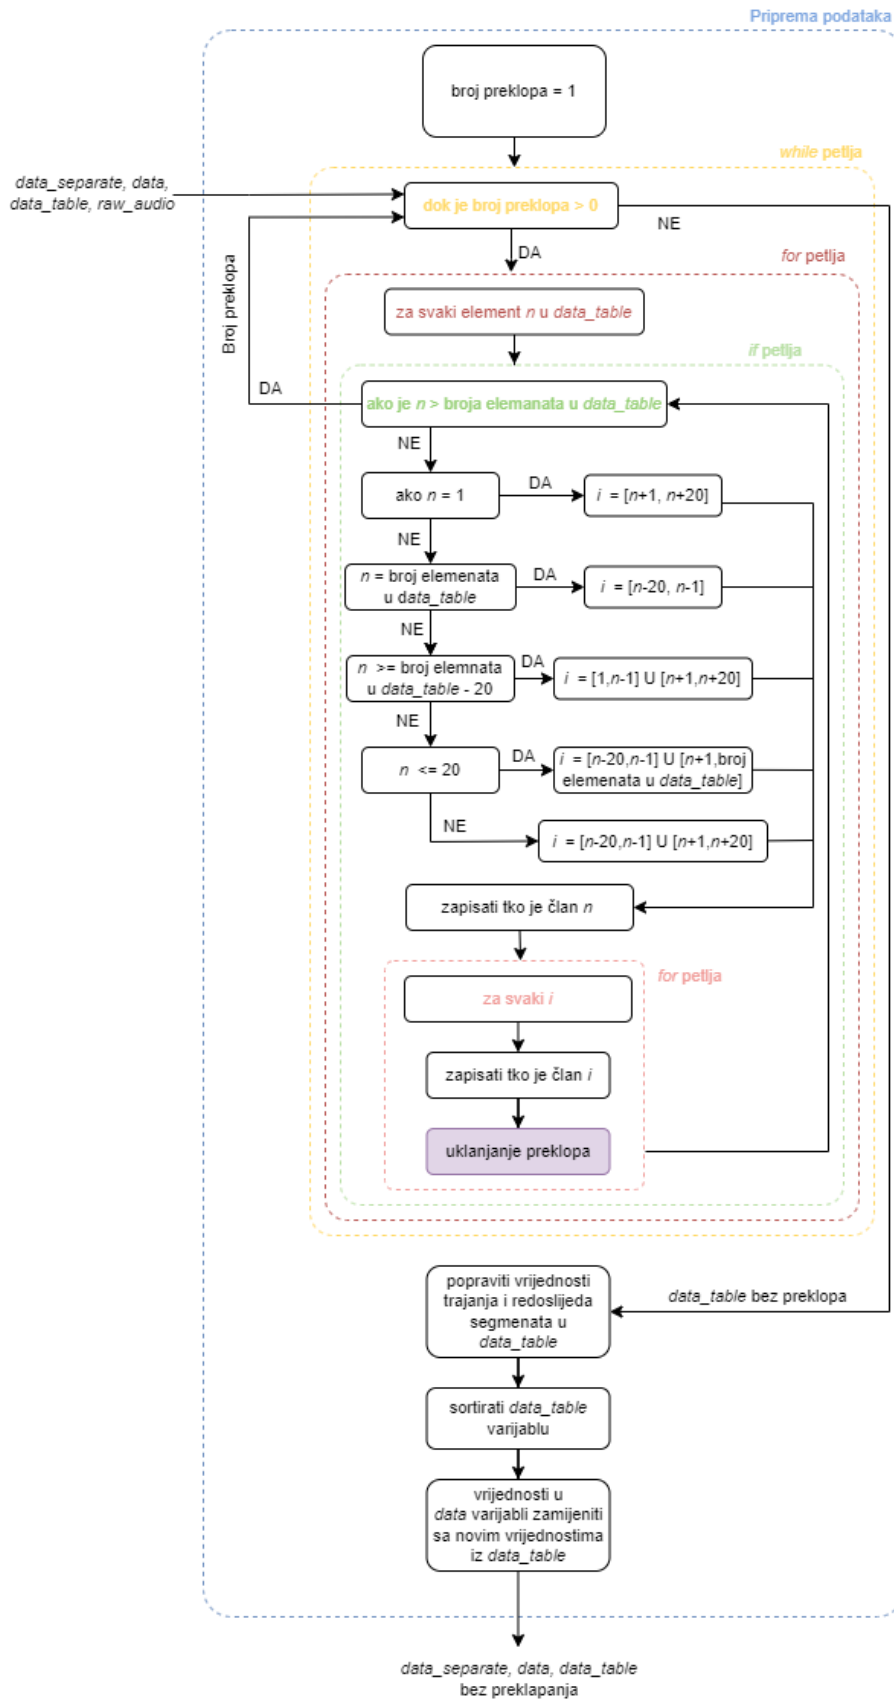 Priprema podataka
broj preklopa = 1
while petlja
data_separate, data,
data_table, raw_audio
dok je broj preklopa > 0
NE
DA
for petlja
Broj preklopa
za svaki element n u data_table
if petlja
DA
ako je n > broja elemanata u data_table
NE
ako n = 1
DA
i = [n+1, n+20]
NE
n = broj elemenata
u data_table
DA
i = [n-20, n-1]
NE
n >= broj elemnata
u data_table - 20
DA
i = [1,n-1] U [n+1,n+20]
NE
n <= 20
DA
i = [n-20,n-1] U [n+1,broj
elemenata u data_table]
NE
i = [n-20,n-1] U [n+1,n+20]
zapisati tko je član n
for petlja
za svaki i
zapisati tko je član i
uklanjanje preklopa
popraviti vrijednosti
trajanja i redoslijeda
segmenata u
data_table
data_table bez preklopa
sortirati data_table
varijablu
vrijednosti u
data varijabli zamijeniti
sa novim vrijednostima
iz data_table
data_separate, data, data_table
bez preklapanja